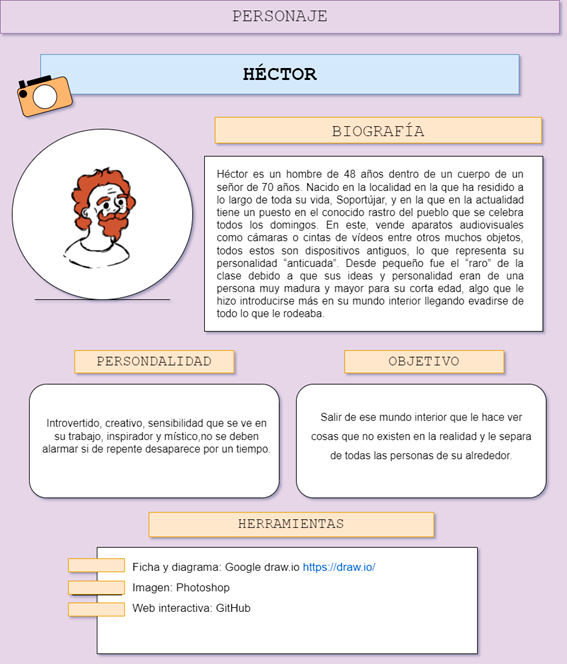 PERSONAJE
HÉCTOR
BIOGRAFÍA
Héctor es un hombre de 48 años dentro de un cuerpo de un
señor de 70 años. Nacido en la localidad en la que ha residido a
lo largo de toda su vida, Soportújar, y en la que en la actualidad
tiene un puesto en el conocido rastro del pueblo que se celebra
todos los domingos. En este, vende aparatos audiovisuales
como cámaras o cintas de vídeos entre otros muchos objetos,
todos estos son dispositivos antiguos, lo que representa su
personalidad "anticuada". Desde pequeño fue el "raro" de la
clase debido a que sus ideas y personalidad eran de una
persona muy madura y mayor para su corta edad, algo que le
hizo introducirse más en su mundo interior llegando evadirse de
todo lo que le rodeaba.
PERSONDALIDAD
Introvertido, creativo, sensibilidad que se ve en
su trabajo, inspirador y místico,no se deben
alarmar si de repente desaparece por un tiempo.
OBJETIVO
Salir de ese mundo interior que le hace ver
cosas que no existen en la realidad y le separa
de todas las personas de su alrededor.
HERRAMIENTAS
Ficha y diagrama: Google draw.io https://draw.io/
Imagen: Photoshop
Web interactiva: GitHub